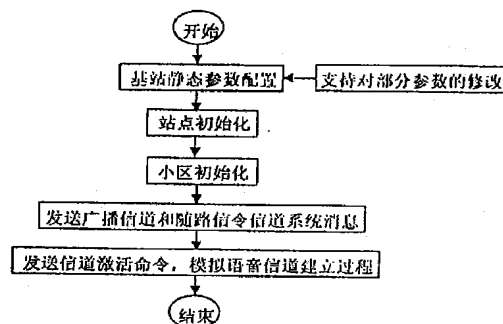 开始
基站静态参数配置
支持对部分参数的修改
站点初始化
小区初始化
发送广播信道和随路信令信道系统消息
发送信道激活命令，模拟语音信道建立过程
结束